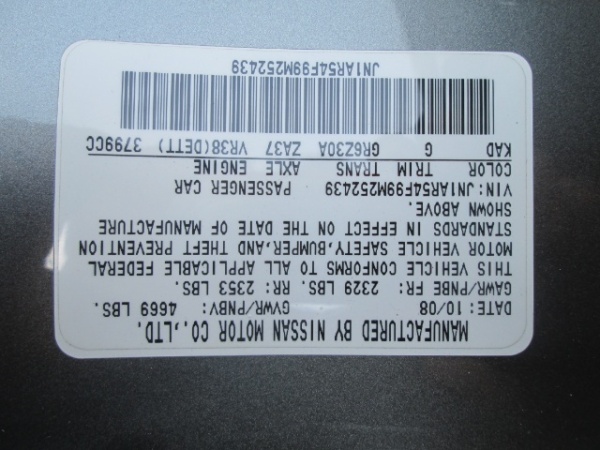 MANUFACTURED BY NISSAN MOTOR CO.,LTD.
DATE: 10/08 GVWR/PNBV: 4669 LBS.
GAWR/PNBE FR: 2329 LBS. RR: 2353 LBS.
THIS VEHICLE CONFORMS TO ALL APPLICABLE FEDERAL
MOTOR VEHICLE SAFETY,BUMPER,AND THEFT PREVENTION
STANDARDS IN EFFECT ON THE DATE OF MANUFACTURE
SHOWN ABOVE.
VIN:JN1AR54F99M252439 PASSENGER CAR
COLOR TRIM TRANS AXLE ENGINE
KAD G GR6Z30A ZA37 VR38(DETT) 3799CC
JN1AR54F99M252439